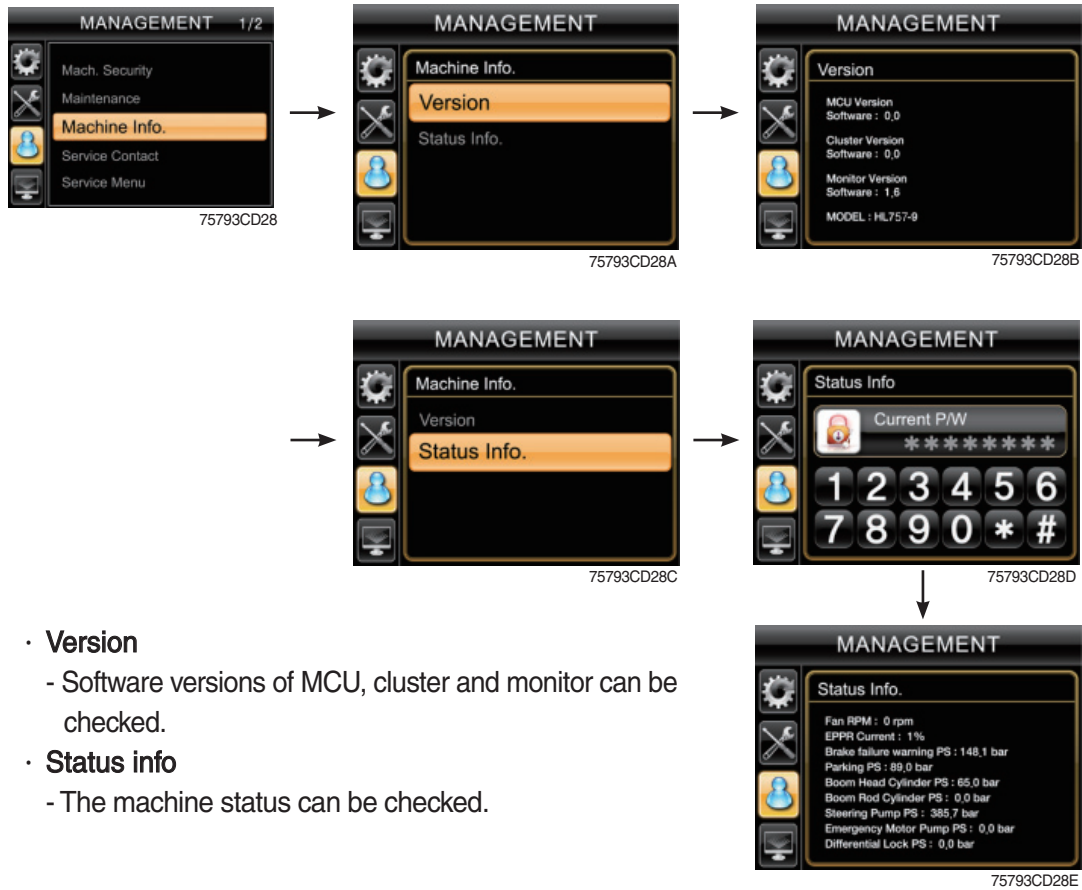 MANAGEMENT 1/2
Mach. Security
Maintenance
Machine Info.
Service Contact
Service Menu
75793CD28
MANAGEMENT
Machine Info.
Version
Status Info.
75793CD28A
MANAGEMENT
Version
MCU Version
Software : 0,0
Cluster Version
Software : 0,0
Monitor Version
Software : 1,6
MODEL : HL757-9
75793CD28B
MANAGEMENT
Machine Info.
Version
Status Info.
75793CD28C
MANAGEMENT
Status Info
Current P/W
********
1 2 3 4 5 6
7 8 9 0 * #
75793CD28D
· Version
- Software versions of MCU, cluster and monitor can be
checked.
· Status info
- The machine status can be checked.
MANAGEMENT
Status Info.
Fan RPM : 0 rpm
EPPR Current : 1%
Brake failure warning PS : 148,1 bar
Parking PS : 89,0 bar
Boom Head Cylinder PS : 65,0 bar
Boom Rod Cylinder PS : 0,0 bar
Steering Pump PS : 385,7 bar
Emergency Motor Pump PS : 0,0 bar
Differential Lock PS : 0,0 bar
75793CD28E